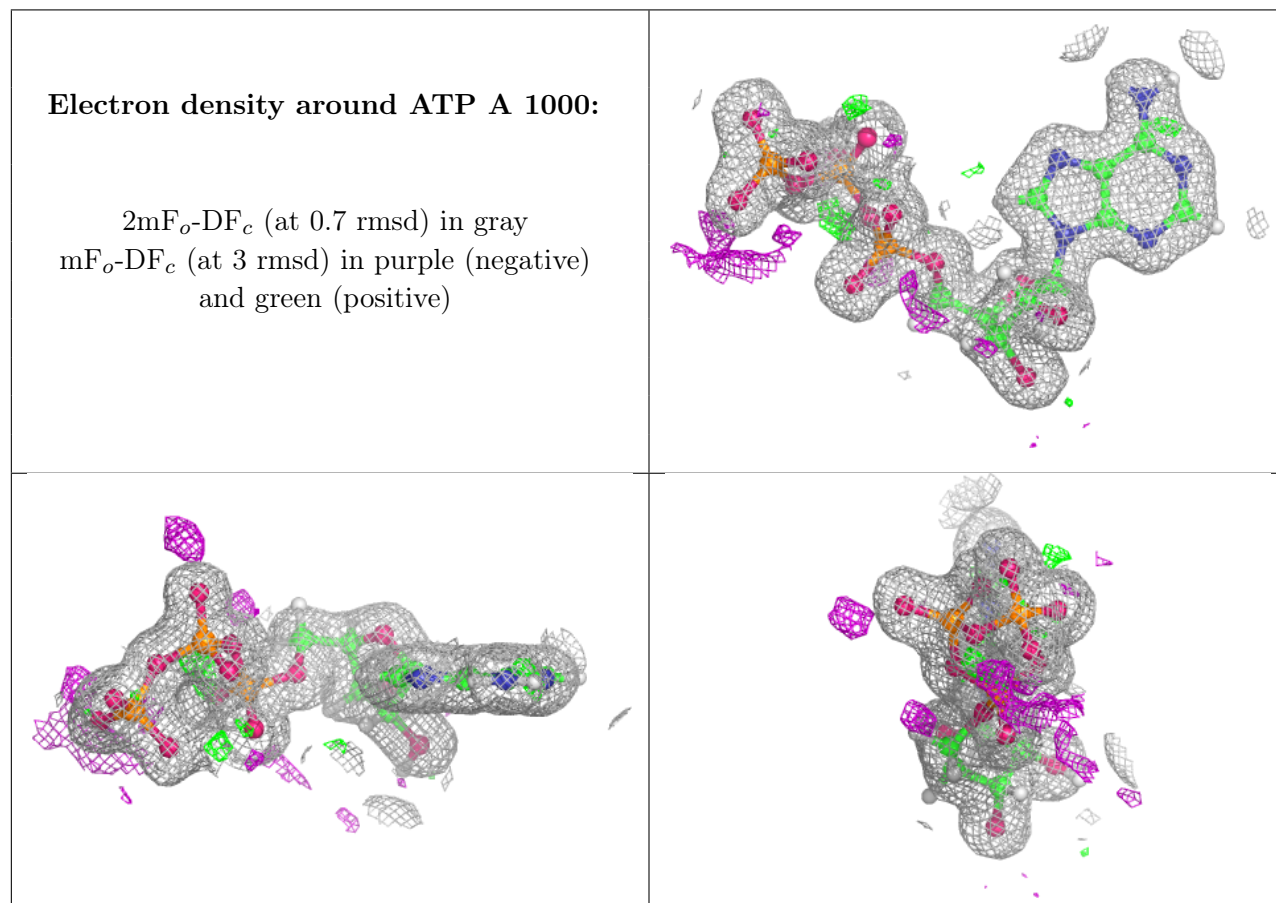 Electron density around ATP A 1000:
2mFo-DFc (at 0.7 rmsd) in gray
mFo-DFc (at 3 rmsd) in purple (negative)
and green (positive)